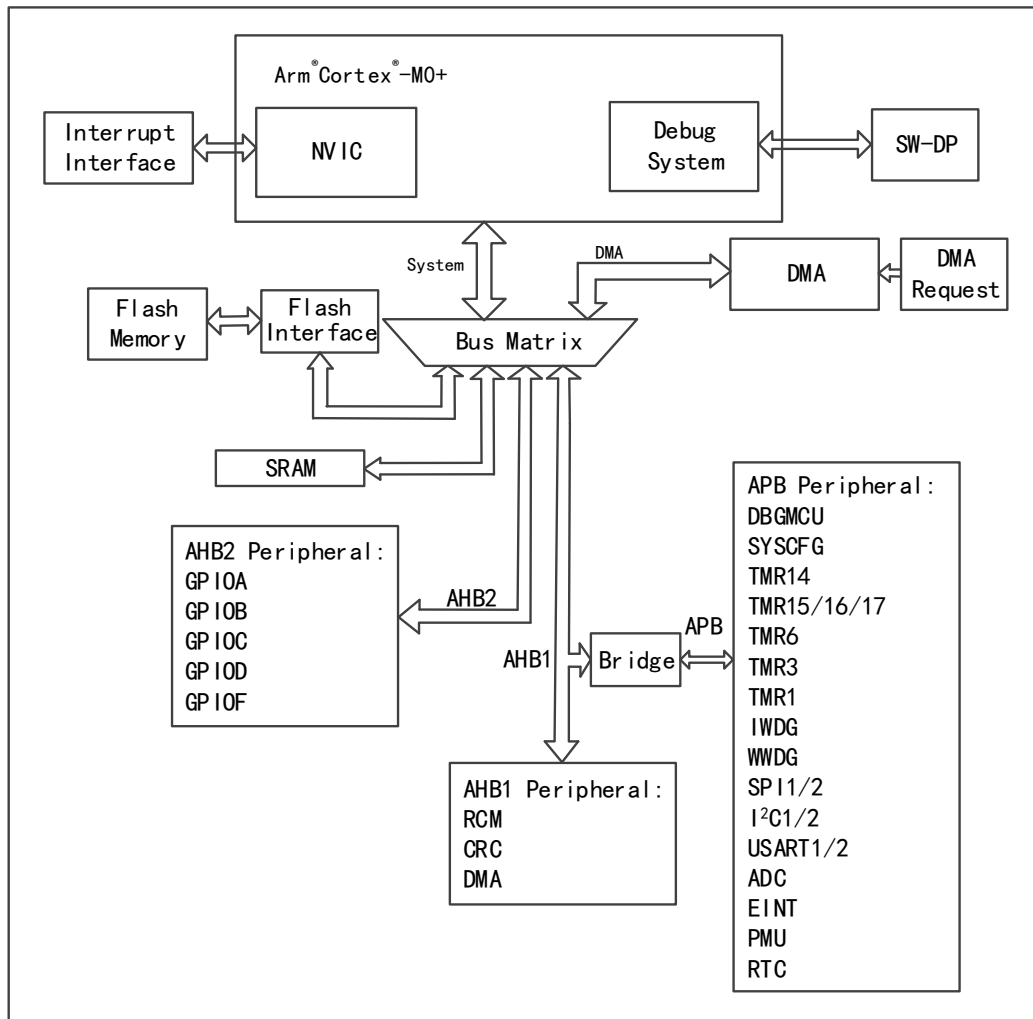 Arm®Cortex®-M0+
Interrupt
Interface
NVIC
Debug
System
SW-DP
System
DMA
DMA
DMA
Request
Flash
Memory
Flash
Interface
Bus Matrix
SRAM
AHB2 Peripheral:
GPIOA
GPIOB
GPIOC
GPIOD
GPIOF
AHB2
AHB1
Bridge
APB
APB Peripheral:
DBGMCU
SYSCFG
TMR14
TMR15/16/17
TMR6
TMR3
TMR1
IWDG
WWDG
SPI1/2
I²C1/2
USART1/2
ADC
EINT
PMU
RTC
AHB1 Peripheral:
RCM
CRC
DMA